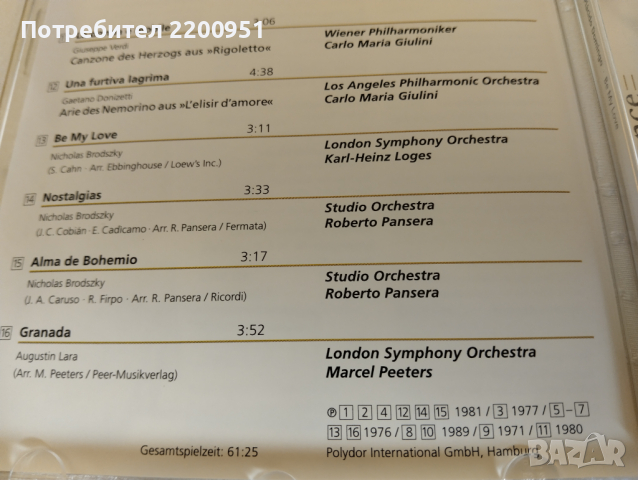 Потребител 2200951
3:06
Wiener Philharmoniker
Giuseppe Verdi
Canzone des Herzogs aus »Rigoletto«
Carlo Maria Giulini
12 Una furtiva lagrima 4:38
Los Angeles Philharmonic Orchestra
Gaetano Donizetti
Arie des Nemorino aus »L'elisir d'amore«
Carlo Maria Giulini
13 Be My Love 3:11
London Symphony Orchestra
Nicholas Brodszky
Karl-Heinz Loges
(S. Cahn · Arr. Ebbinghouse / Loew's Inc.)
14 Nostalgias 3:33
Studio Orchestra
Nicholas Brodszky
Roberto Pansera
(J.C. Cobián · E. Cadicamo · Arr. R. Pansera / Fermata)
15 Alma de Bohemio 3:17
Studio Orchestra
Nicholas Brodszky
Roberto Pansera
(J. A. Caruso · R. Firpo · Arr. R. Pansera / Ricordi)
16 Granada 3:52
London Symphony Orchestra
Augustin Lara
Marcel Peeters
(Arr. M. Peeters / Peer-Musikverlag)
℗ 1 2 4 12 14 15 1981 / 3 1977 / 5 – 7
13 16 1976 / 8 10 1989 / 9 1971 / 11 1980
Gesamtspielzeit: 61:25
Polydor International GmbH, Hamburg
bazar